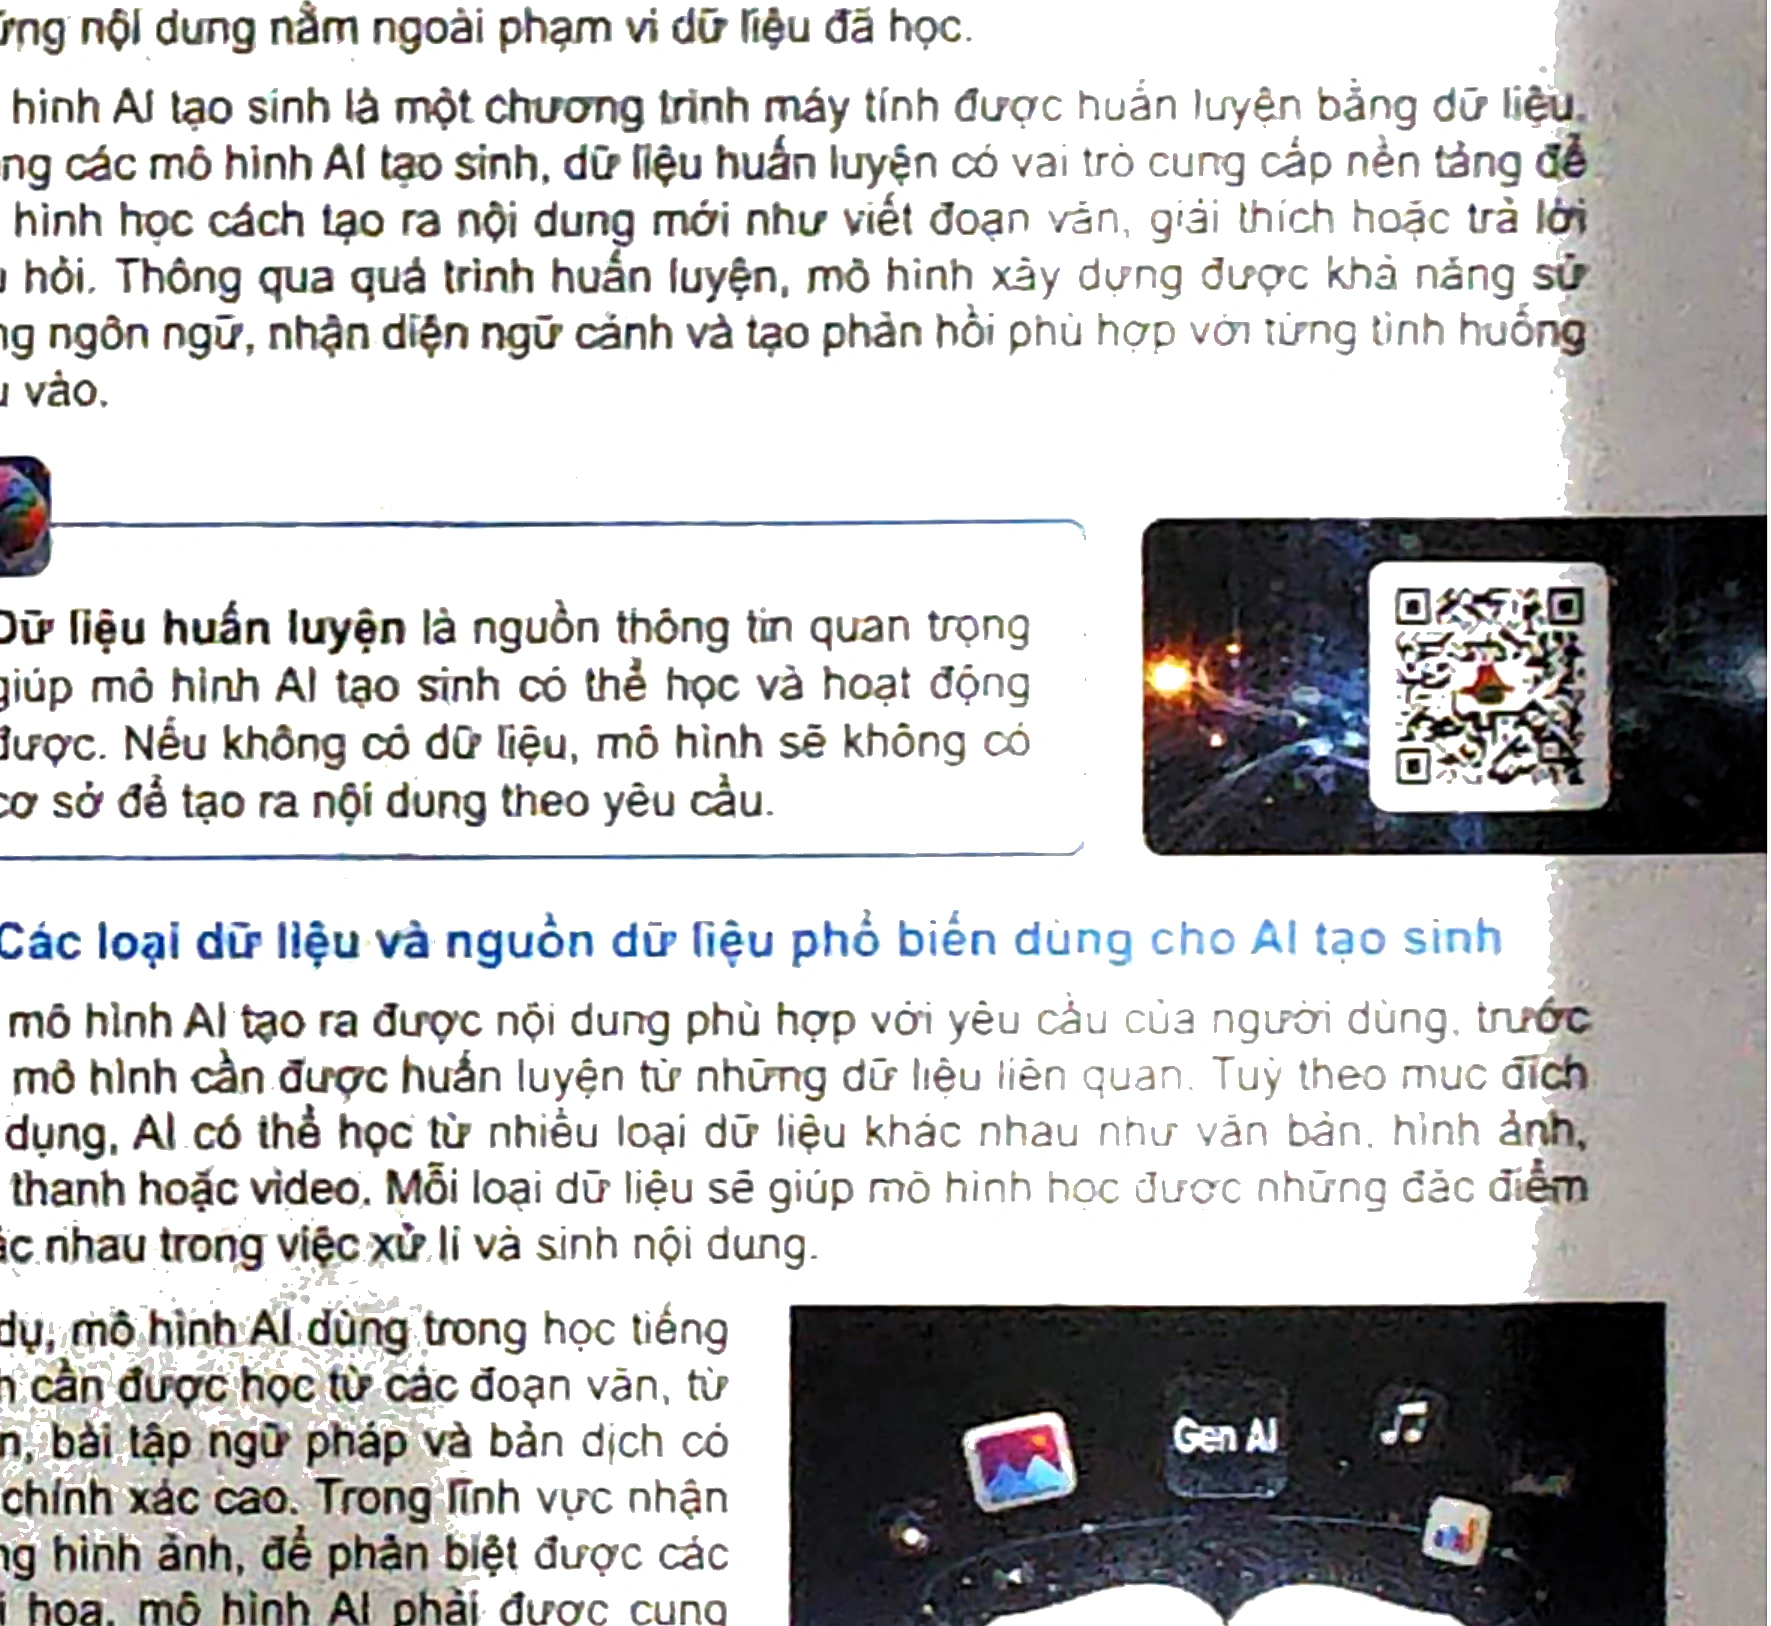 nội dung nằm ngoài phạm vi dữ liệu đã học.
hình AI tạo sinh là một chương trình máy tính được huấn luyện bằng dữ liệu.
các mô hình AI tạo sinh, dữ liệu huấn luyện có vai trò cung cấp nền tảng để
hình học cách tạo ra nội dung mới như viết đoạn văn, giải thích hoặc trả lời
hỏi. Thông qua quá trình huấn luyện, mô hình xây dựng được khả năng sử
ngôn ngữ, nhận diện ngữ cảnh và tạo phản hồi phù hợp với từng tình huống
vào.
Dữ liệu huấn luyện là nguồn thông tin quan trọng
giúp mô hình AI tạo sinh có thể học và hoạt động
được. Nếu không có dữ liệu, mô hình sẽ không có
cơ sở để tạo ra nội dung theo yêu cầu.
Các loại dữ liệu và nguồn dữ liệu phổ biến dùng cho AI tạo sinh
mô hình AI tạo ra được nội dung phù hợp với yêu cầu của người dùng, trước
mô hình cần được huấn luyện từ những dữ liệu liên quan. Tuỳ theo mục đích
dụng, AI có thể học từ nhiều loại dữ liệu khác nhau như văn bản, hình ảnh,
thanh hoặc video. Mỗi loại dữ liệu sẽ giúp mô hình học được những đặc điểm
nhau trong việc xử lí và sinh nội dung.
dụ, mô hình AI dùng trong học tiếng
cần được học từ các đoạn văn, từ
bài tập ngữ pháp và bản dịch có
chính xác cao. Trong lĩnh vực nhận
hình ảnh, để phân biệt được các
hoa, mô hình AI phải được cung
Gen AI